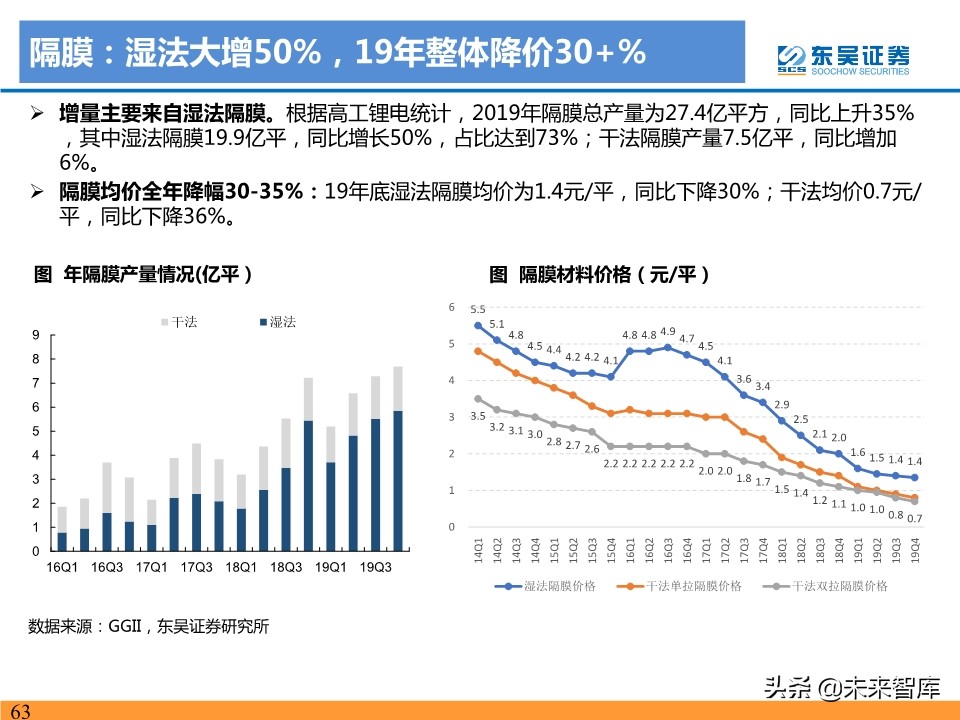 隔膜：湿法大增50%，19年整体降价30+%
SCS
东吴证券
SOOCHOW SECURITIES
➢ 增量主要来自湿法隔膜。根据高工锂电统计，2019年隔膜总产量为27.4亿平方，同比上升35%
，其中湿法隔膜19.9亿平，同比增长50%，占比达到73%；干法隔膜产量7.5亿平，同比增加
6%。
➢ 隔膜均价全年降幅30-35%：19年底湿法隔膜均价为1.4元/平，同比下降30%；干法均价0.7元/
平，同比下降36%。
图 年隔膜产量情况(亿平）
干法 湿法
9
8
7
6
5
4
3
2
1
0
16Q1 16Q3 17Q1 17Q3 18Q1 18Q3 19Q1 19Q3
图 隔膜材料价格（元/平）
6
5
4
3
2
1
0
5.5 5.1 4.8 4.5 4.4 4.2 4.2 4.1 4.8 4.8 4.9 4.7 4.5 4.1 3.6 3.4 2.9 2.5 2.1 2.0 1.6 1.5 1.4 1.4
3.5 3.2 3.1 3.0 2.8 2.7 2.6 2.2 2.2 2.2 2.2 2.2 2.0 2.0 1.8 1.7 1.5 1.4 1.2 1.1 1.0 1.0 0.8 0.7
14Q1 14Q2 14Q3 14Q4 15Q1 15Q2 15Q3 15Q4 16Q1 16Q2 16Q3 16Q4 17Q1 17Q2 17Q3 17Q4 18Q1 18Q2 18Q3 18Q4 19Q1 19Q2 19Q3 19Q4
湿法隔膜价格 干法单拉隔膜价格 干法双拉隔膜价格
数据来源：GGII，东吴证券研究所
头条 @未来智库
63